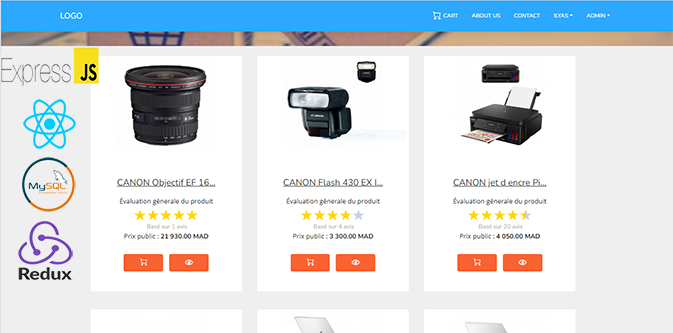 LOGO
CART
ABOUT US
CONTACT
ILYAS
ADMIN
Express JS
MySQL
Redux
CANON Objectif EF 16...
Évaluation génerale du produit
Basé sur 1 avis
Prix public : 21 930.00 MAD
CANON Flash 430 EX I...
Évaluation génerale du produit
Basé sur 4 avis
Prix public : 3 300.00 MAD
CANON jet d encre Pi...
Évaluation génerale du produit
Basé sur 20 avis
Prix public : 4 050.00 MAD